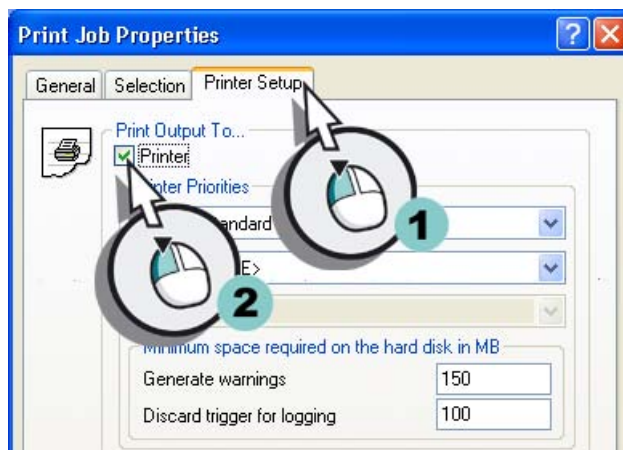 Print Job Properties
General Selection Printer Setup
Print Output To...
Printer
Priorities
1
2
Minimum space required on the hard disk in MB
Generate warnings 150
Discard trigger for logging 100